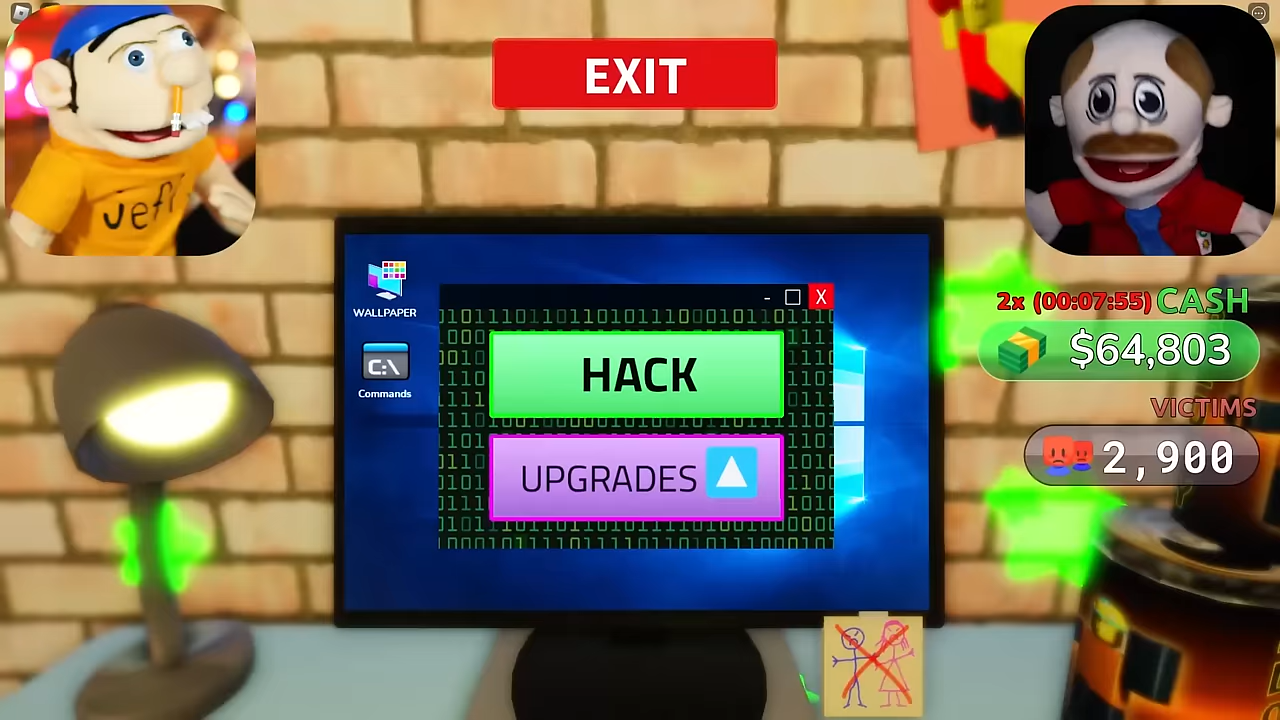 EXIT
Jeff
WALLPAPER
C:\
Commands
- X
HACK
UPGRADES
2x (00:07:55) CASH
$64,803
VICTIMS
2,900